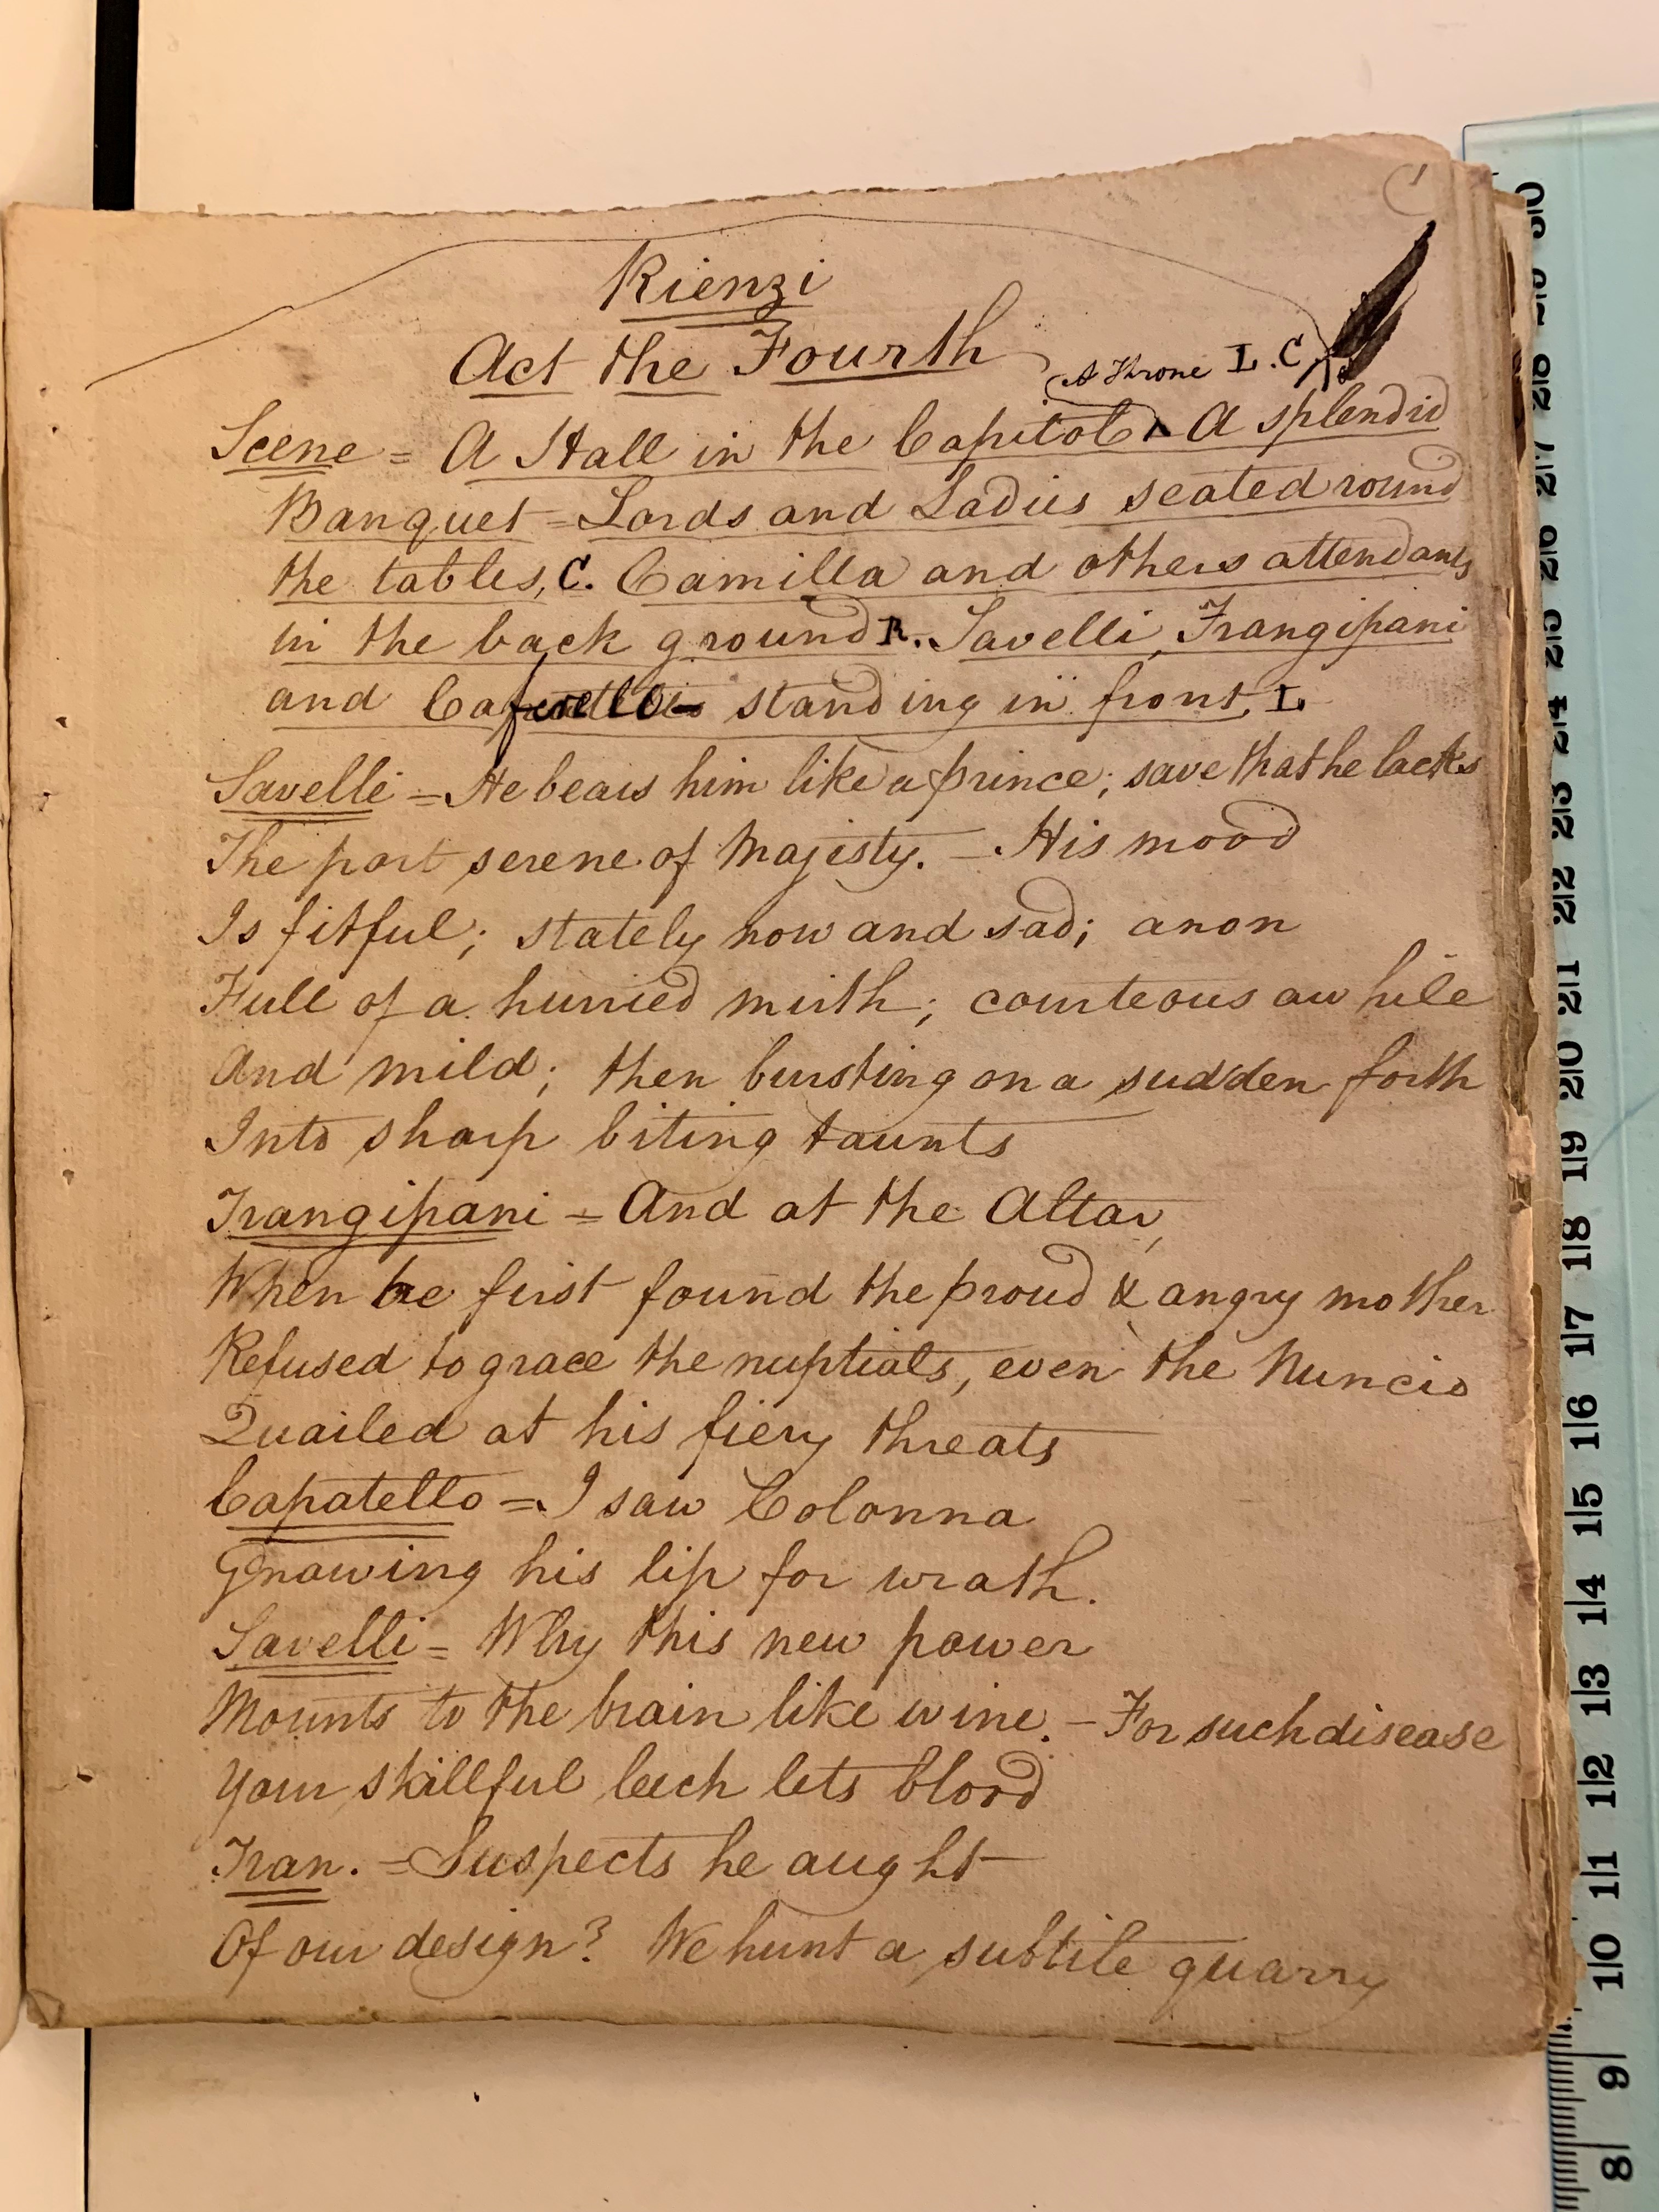 Rienzi
Act the Fourth
A Throne L.C
Scene = A Hall in the Capitol. A splendid
Banquet = Lords and Ladies seated round
the tables, C. Camilla and others attendants
in the back ground R. Savelli, Frangipani
and standing in front, L.
Savelli = He bears him like a prince; save that he lacks
The port serene of Majesty. - His mood
Is fitful; stately now and sad; anon
Full of a hurried mirth; courteous awhile
And mild; then bursting on a sudden forth
Into sharp biting taunts
Frangipani = And at the Altar,
When he first found the proud & angry mother
Refused to grace the nuptials, even the Nuncio
Quailed at his fiery threats
Capatello = I saw Colonna
Gnawing his lip for wrath.
Savelli = Why this new power
Mounts to the brain like wine. - For such disease
Your skillful leech lets blood
Fran. = Suspects he aught
Of our design? We hunt a subtile quarry
30
29
28
27
26
25
24
23
22
21
20
19
18
17
16
15
14
13
12
11
10
9
8